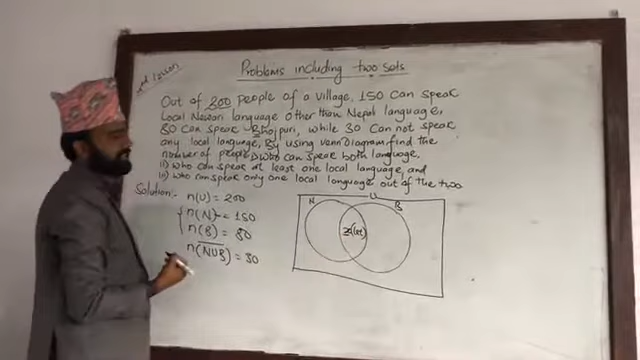 2nd lesson
Problems including two sets
Out of 200 people of a village, 150 can speak
Local Newari language other than Nepali language,
80 can speak Bhojpuri, while 30 can not speak
any local language, By using venn diagram, find the
number of people i) who can speak both language,
ii) who can speak at least one local language, and
iii) who can speak only one local language out of the two
Solution:-
n(U) = 200
n(N) = 150
n(B) = 80
n(N∪B) = 30
U
N
B